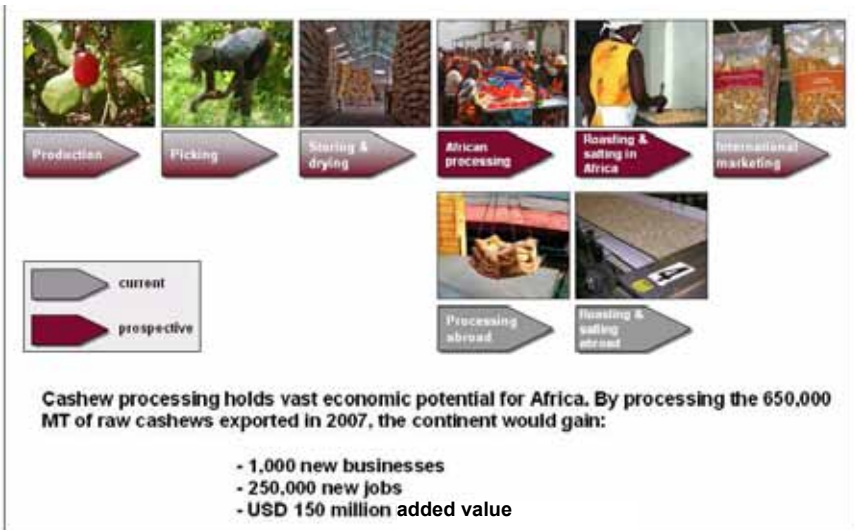 Production
Picking
Storing &
drying
African
processing
Roasting &
salting in
Africa
International
marketing
Processing
abroad
Roasting &
salting
abroad
current
prospective
Cashew processing holds vast economic potential for Africa. By processing the 650,000
MT of raw cashews exported in 2007, the continent would gain:
- 1,000 new businesses
- 250,000 new jobs
- USD 150 million added value